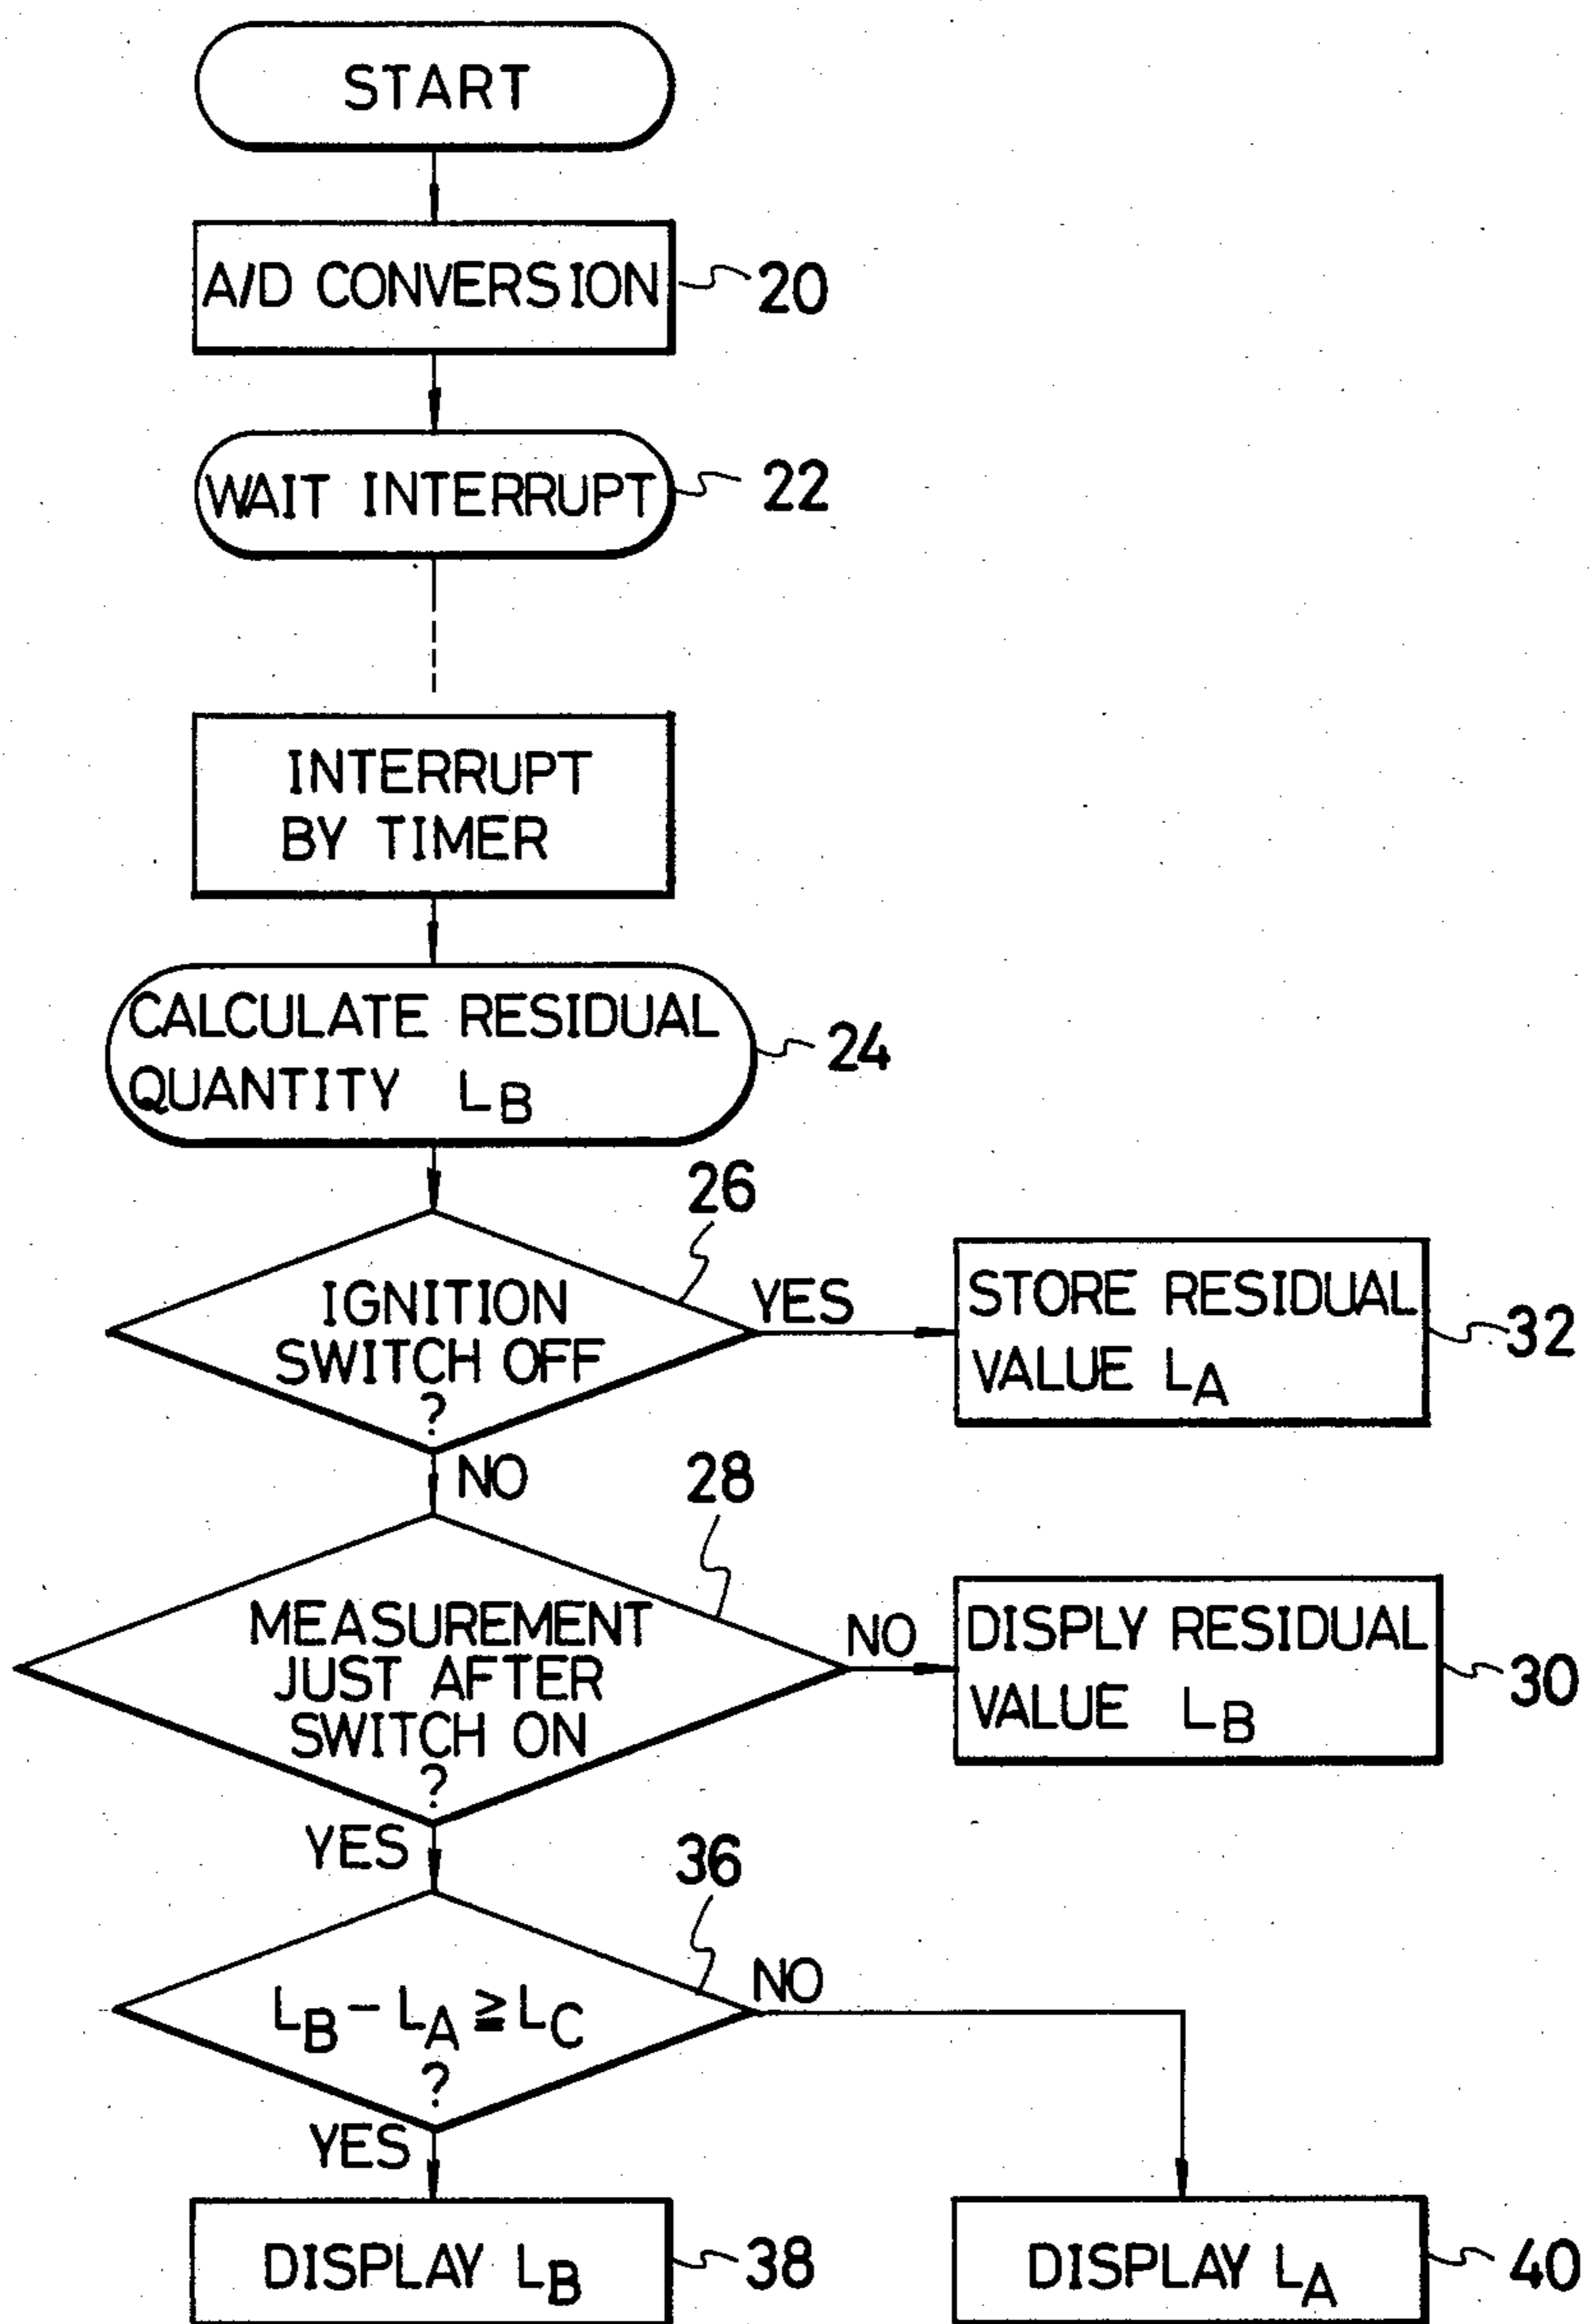 START
A/D CONVERSION
20
WAIT INTERRUPT
22
INTERRUPT
BY TIMER
CALCULATE RESIDUAL
QUANTITY LB
24
26
IGNITION
SWITCH OFF
?
YES
STORE RESIDUAL
VALUE LA
32
NO
28
MEASUREMENT
JUST AFTER
SWITCH ON
?
NO
DISPLY RESIDUAL
VALUE LB
30
YES
36
LB - LA ≧ LC
?
NO
YES
DISPLAY LB
38
DISPLAY LA
40